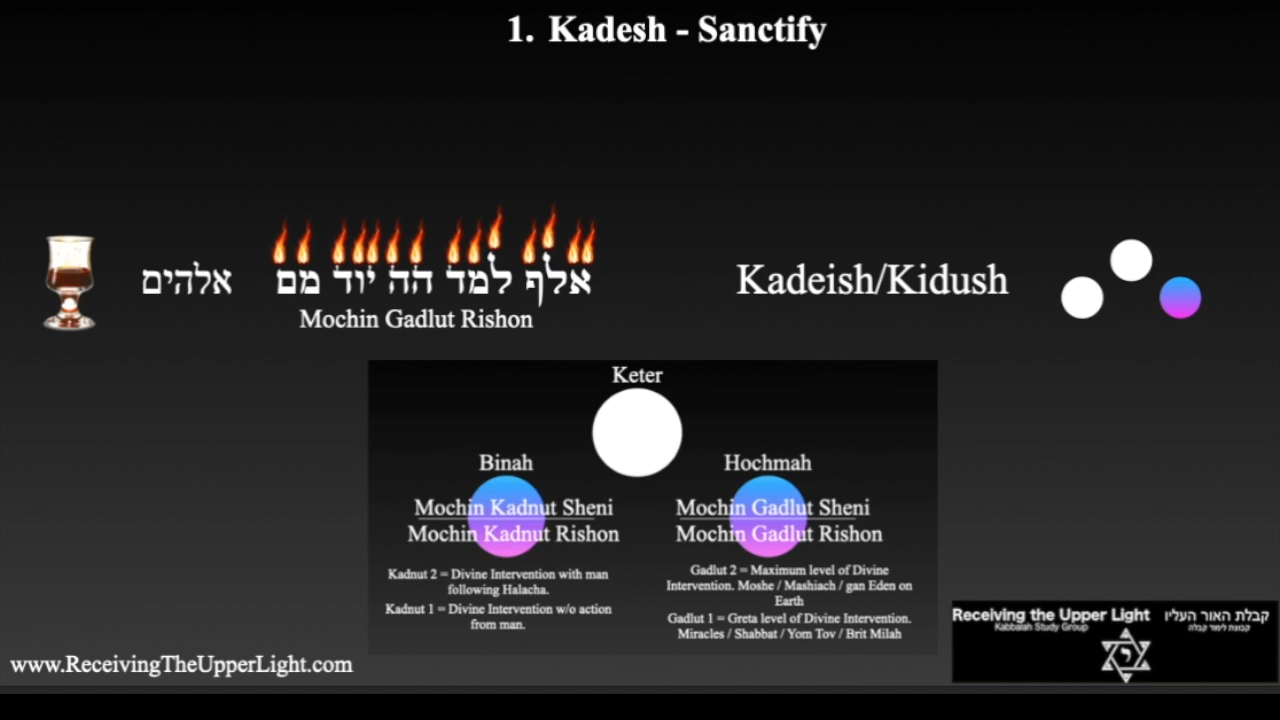 1. Kadesh - Sanctify
אלהים
אלף למד הה יוד מם
Mochin Gadlut Rishon
Kadeish/Kidush
Keter
Binah
Hochmah
Mochin Kadnut Sheni
Mochin Kadnut Rishon
Mochin Gadlut Sheni
Mochin Gadlut Rishon
Kadnut 2 = Divine Intervention with man
following Halacha.
Kadnut 1 = Divine Intervention w/o action
from man.
Gadlut 2 = Maximum level of Divine
Intervention. Moshe / Mashiach / gan Eden on
Earth
Gadlut 1 = Greta level of Divine Intervention.
Miracles / Shabbat / Yom Tov / Brit Milah
www.ReceivingTheUpperLight.com
Receiving the Upper Light
Kabbalah Study Group
קבלת האור העליו
קבוצת לימוד קבלה
י